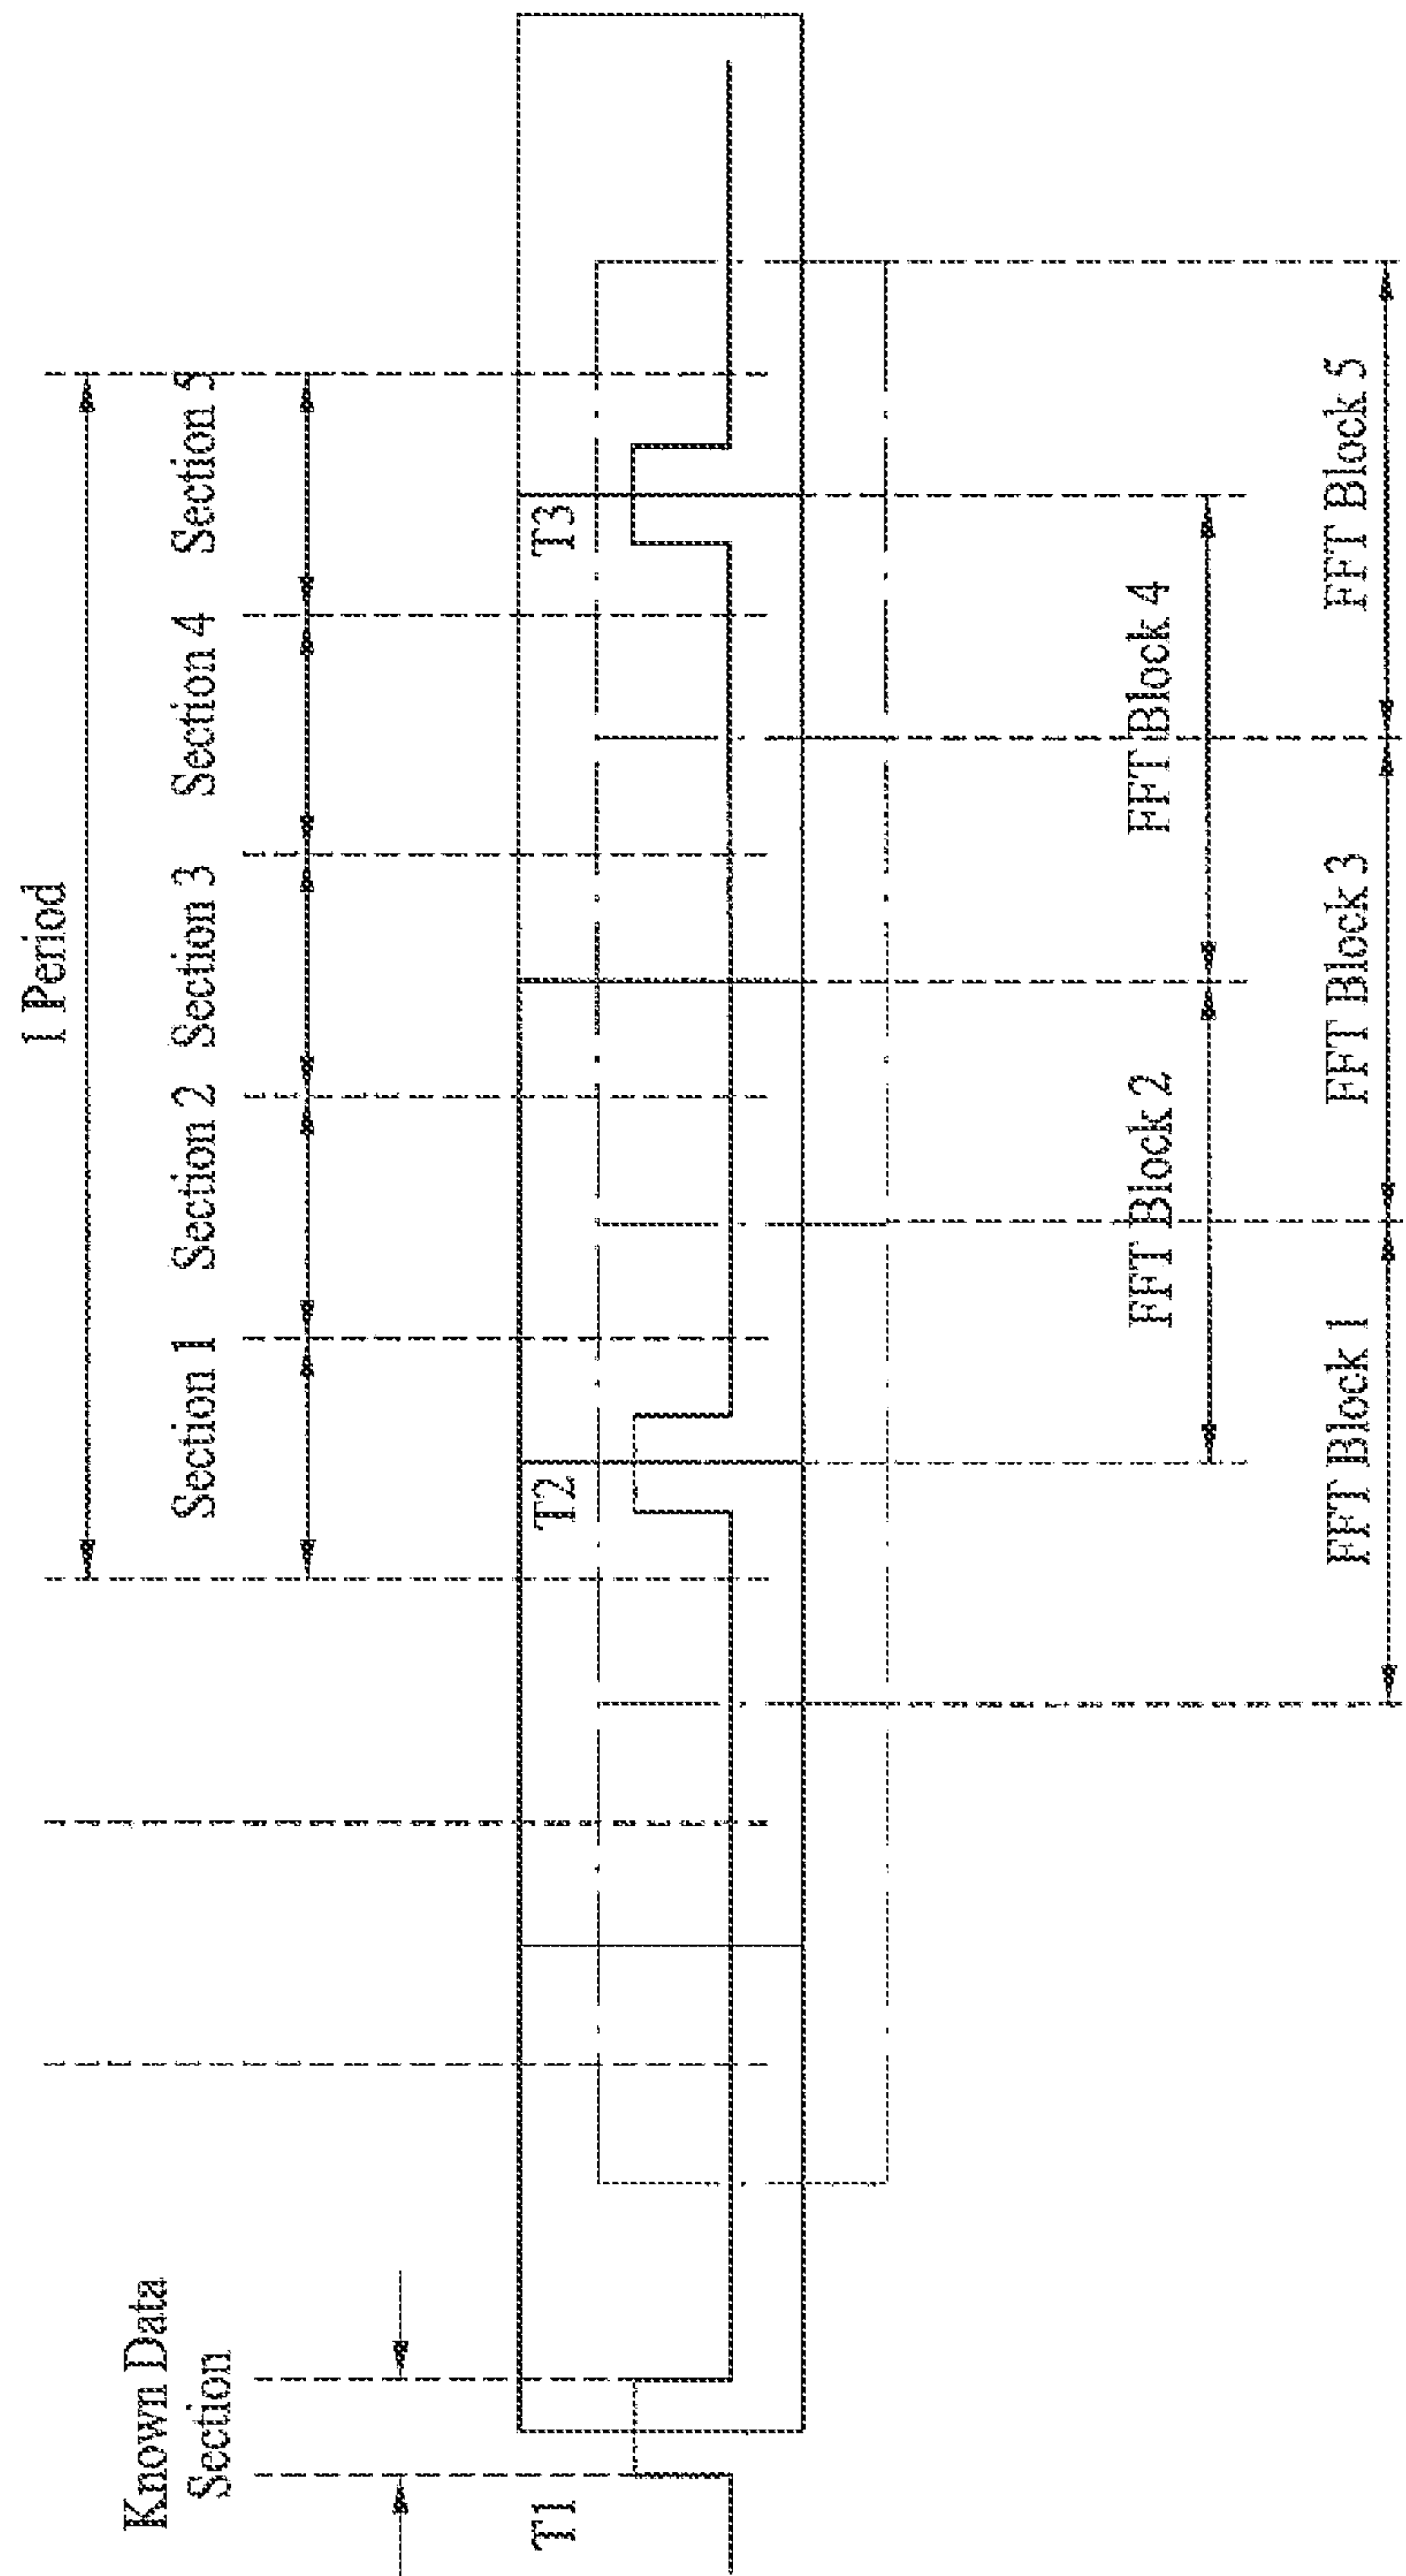 1 Period
Section 1
Section 2
Section 3
Section 4
Section 5
Known Data
Section
T1
T2
T3
FFT Block 2
FFT Block 4
FFT Block 1
FFT Block 3
FFT Block 5